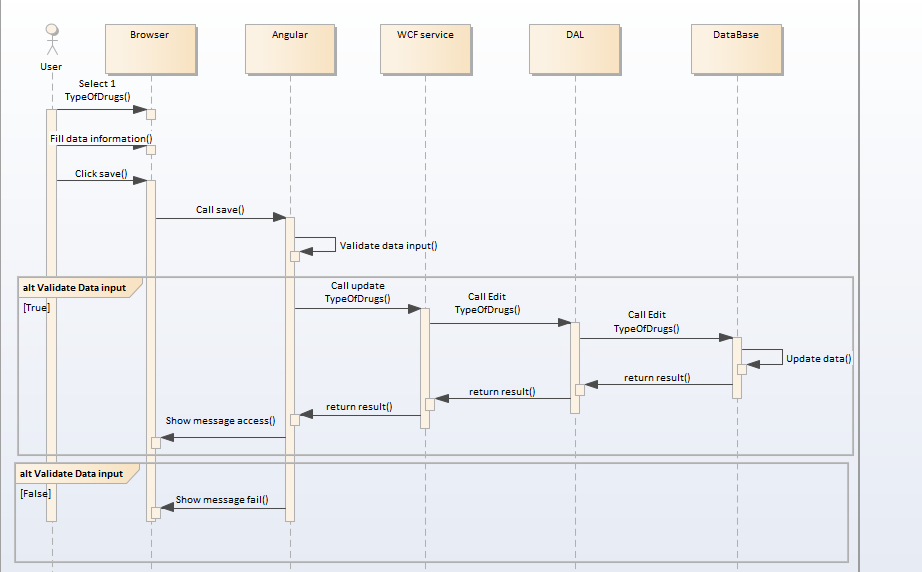 Browser
Angular
WCF service
DAL
DataBase
User
Select 1
TypeOfDrugs()
Fill data information()
Click save()
Call save()
Validate data input()
alt Validate Data input
[True]
Call update
TypeOfDrugs()
Call Edit
TypeOfDrugs()
Call Edit
TypeOfDrugs()
Update data()
return result()
return result()
return result()
Show message access()
alt Validate Data input
[False]
Show message fail()